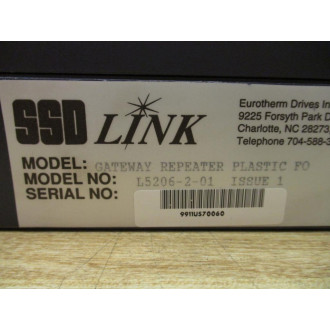 SSD LINK
Eurotherm Drives In
9225 Forsyth Park D
Charlotte, NC 28273
Telephone 704-588-3
MODEL: GATEWAY REPEATER PLASTIC FO
MODEL NO: L5206-2-01 ISSUE 1
SERIAL NO:
9911US70060